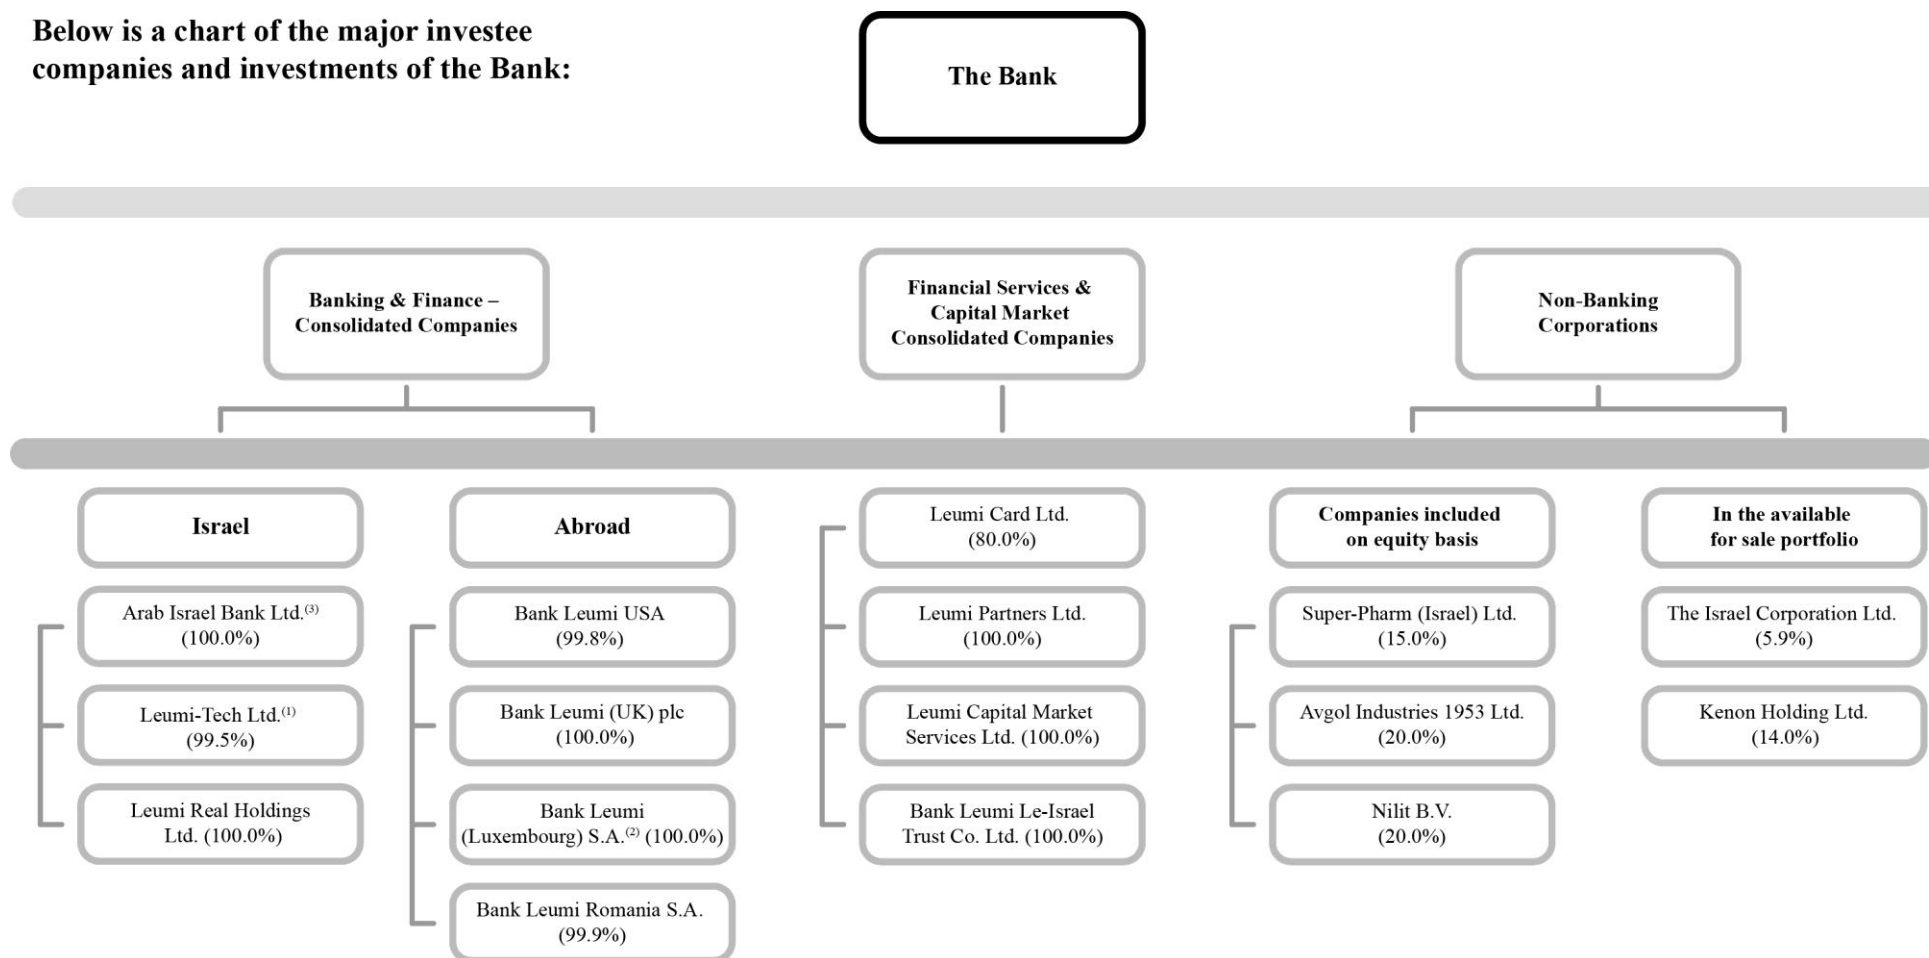 Below is a chart of the major investee
companies and investments of the Bank:
The Bank
Banking & Finance –
Consolidated Companies
Financial Services &
Capital Market
Consolidated Companies
Non-Banking
Corporations
Israel
Arab Israel Bank Ltd.(3)
(100.0%)
Leumi-Tech Ltd.(1)
(99.5%)
Leumi Real Holdings
Ltd. (100.0%)
Abroad
Bank Leumi USA
(99.8%)
Bank Leumi (UK) plc
(100.0%)
Bank Leumi
(Luxembourg) S.A.(2) (100.0%)
Bank Leumi Romania S.A.
(99.9%)
Leumi Card Ltd.
(80.0%)
Leumi Partners Ltd.
(100.0%)
Leumi Capital Market
Services Ltd. (100.0%)
Bank Leumi Le-Israel
Trust Co. Ltd. (100.0%)
Companies included
on equity basis
Super-Pharm (Israel) Ltd.
(15.0%)
Avgol Industries 1953 Ltd.
(20.0%)
Nilit B.V.
(20.0%)
In the available
for sale portfolio
The Israel Corporation Ltd.
(5.9%)
Kenon Holding Ltd.
(14.0%)